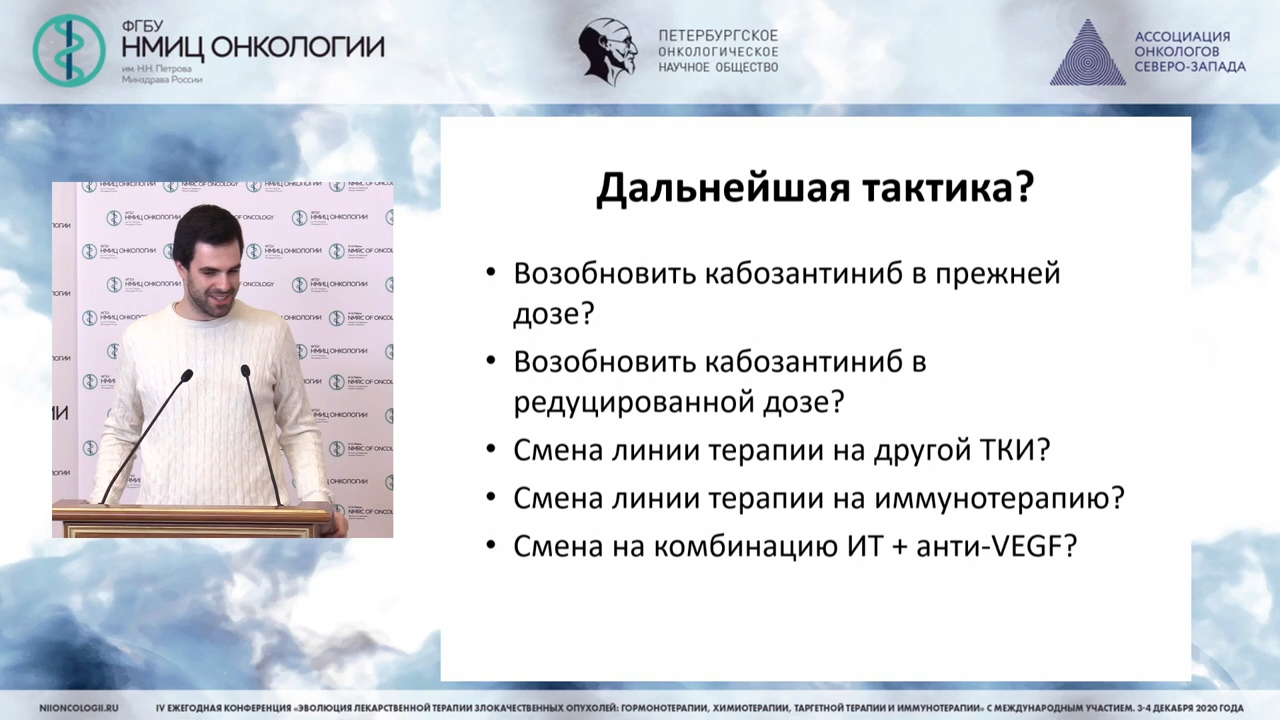 ФГБУ
НМИЦ ОНКОЛОГИИ
им. Н.Н. Петрова
Минздрава России
ПЕТЕРБУРГСКОЕ
ОНКОЛОГИЧЕСКОЕ
НАУЧНОЕ ОБЩЕСТВО
АССОЦИАЦИЯ
ОНКОЛОГОВ
СЕВЕРО-ЗАПАДА
Дальнейшая тактика?
• Возобновить кабозантиниб в прежней
дозе?
• Возобновить кабозантиниб в
редуцированной дозе?
• Смена линии терапии на другой ТКИ?
• Смена линии терапии на иммунотерапию?
• Смена на комбинацию ИТ + анти-VEGF?
NIIONCOLOGII.RU
IV ЕЖЕГОДНАЯ КОНФЕРЕНЦИЯ «ЭВОЛЮЦИЯ ЛЕКАРСТВЕННОЙ ТЕРАПИИ ЗЛОКАЧЕСТВЕННЫХ ОПУХОЛЕЙ: ГОРМОНОТЕРАПИИ, ХИМИОТЕРАПИИ, ТАРГЕТНОЙ ТЕРАПИИ И ИММУНОТЕРАПИИ» С МЕЖДУНАРОДНЫМ УЧАСТИЕМ. 3-4 ДЕКАБРЯ 2020 ГОДА